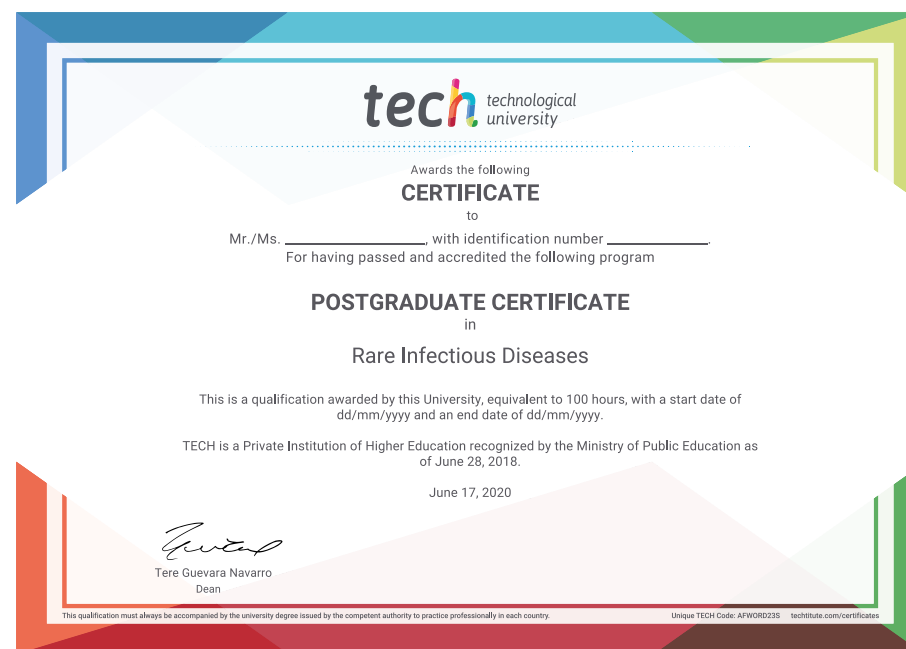 tech technological
university
Awards the following
CERTIFICATE
to
Mr./Ms. ____________________, with identification number ______________.
For having passed and accredited the following program
POSTGRADUATE CERTIFICATE
in
Rare Infectious Diseases
This is a qualification awarded by this University, equivalent to 100 hours, with a start date of
dd/mm/yyyy and an end date of dd/mm/yyyy.
TECH is a Private Institution of Higher Education recognized by the Ministry of Public Education as
of June 28, 2018.
June 17, 2020
Tere Guevara Navarro
Dean
This qualification must always be accompanied by the university degree issued by the competent authority to practice professionally in each country.
Unique TECH Code: AFWORD23S techtitute.com/certificates